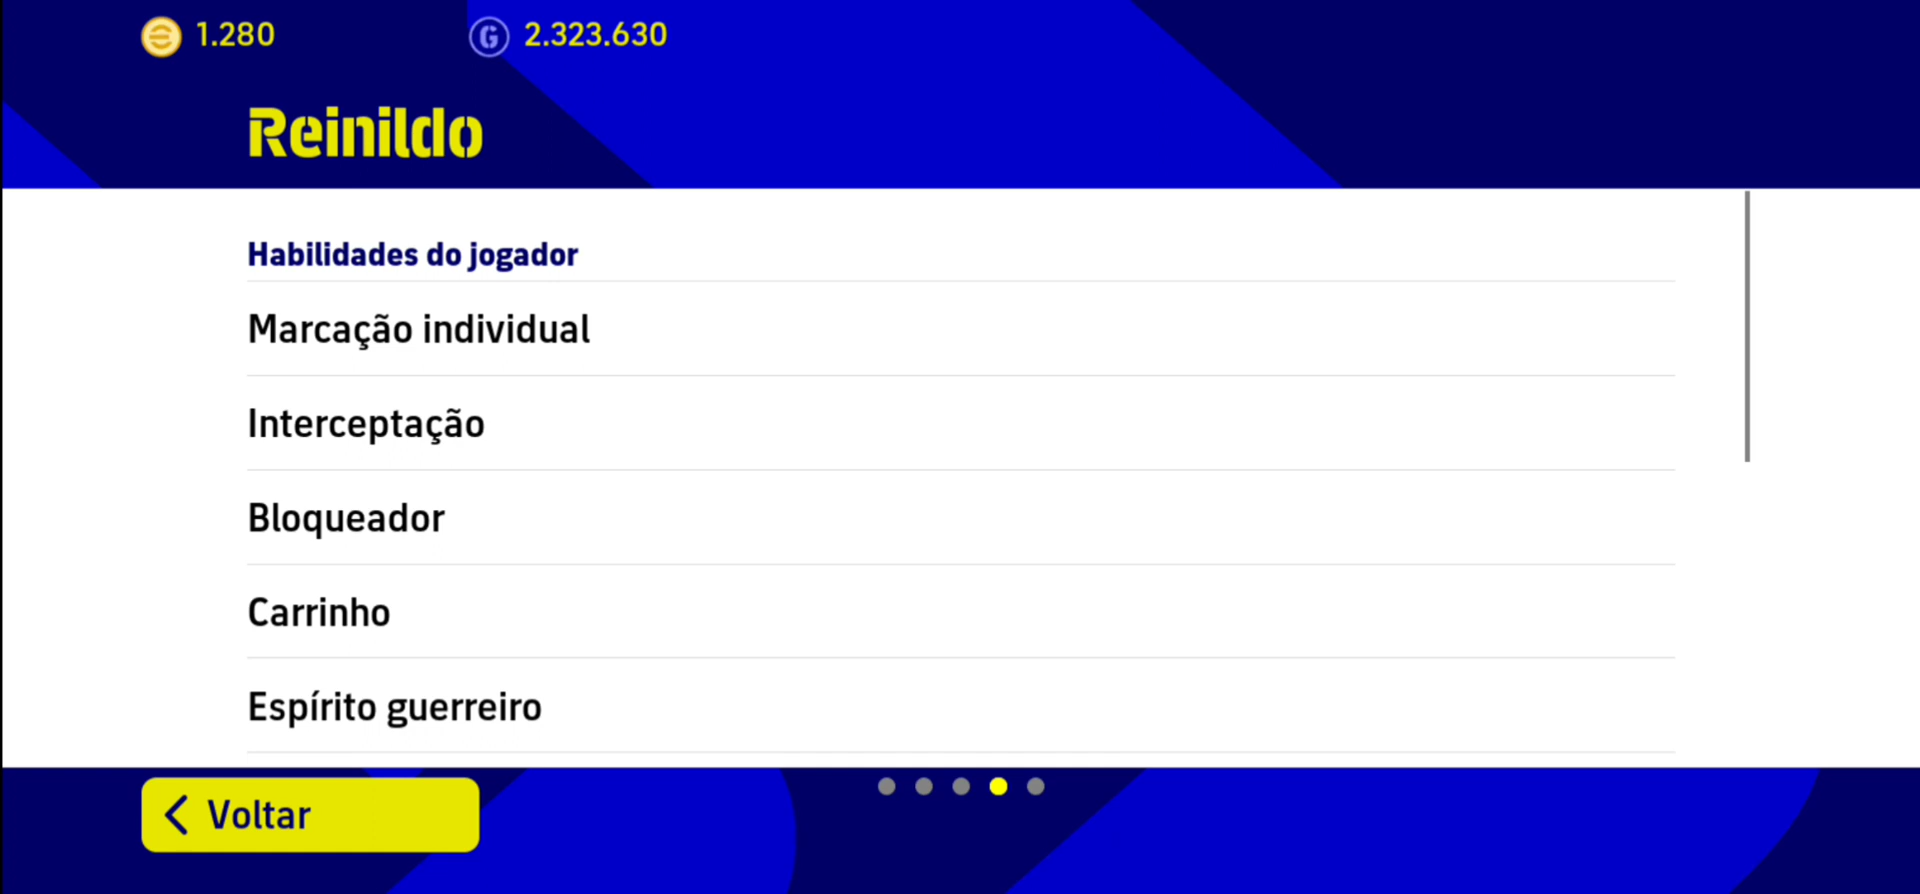 1.280
2.323.630
Reinildo
Habilidades do jogador
Marcação individual
Interceptação
Bloqueador
Carrinho
Espírito guerreiro
Voltar